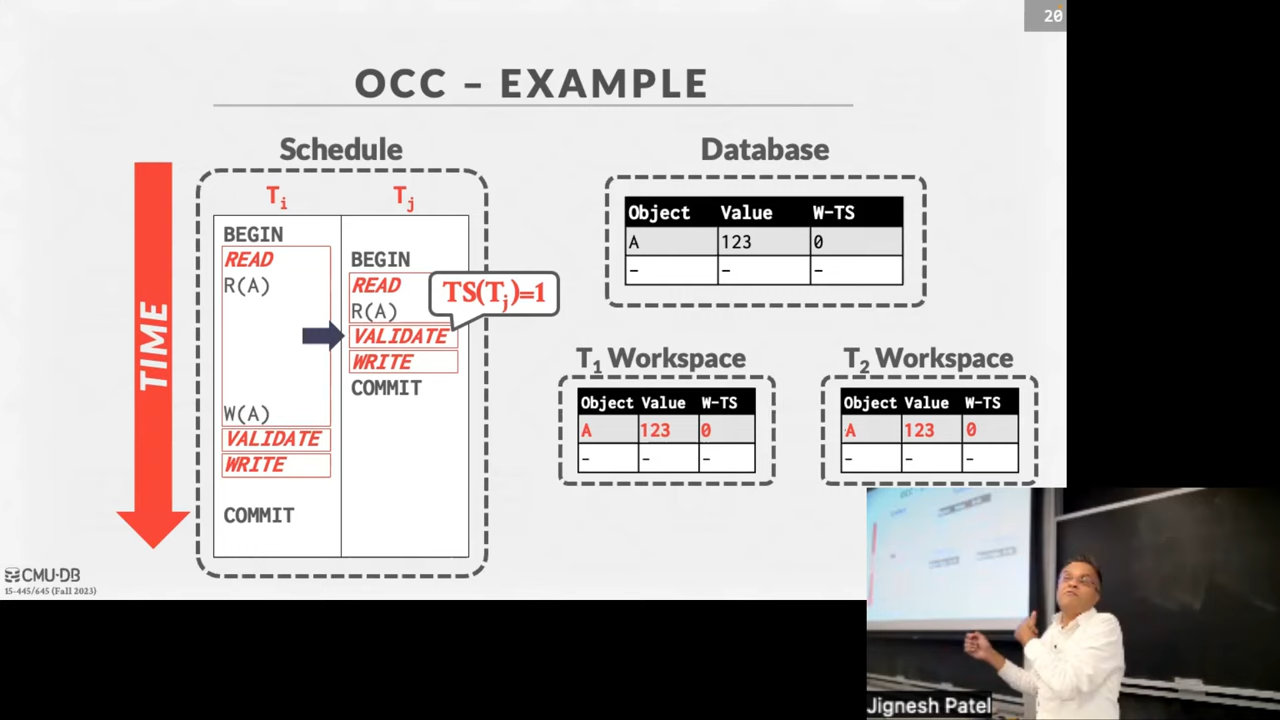 20
OCC – EXAMPLE
Schedule
Database
TIME
Ti
Tj
BEGIN
READ
R(A)
W(A)
VALIDATE
WRITE
COMMIT
BEGIN
READ
R(A)
VALIDATE
WRITE
COMMIT
TS(Tj)=1
Object Value W-TS
A 123 0
– – –
T1 Workspace
Object Value W-TS
A 123 0
– – –
T2 Workspace
Object Value W-TS
A 123 0
– – –
CMU·DB
15-445/645 (Fall 2023)
Jignesh Patel